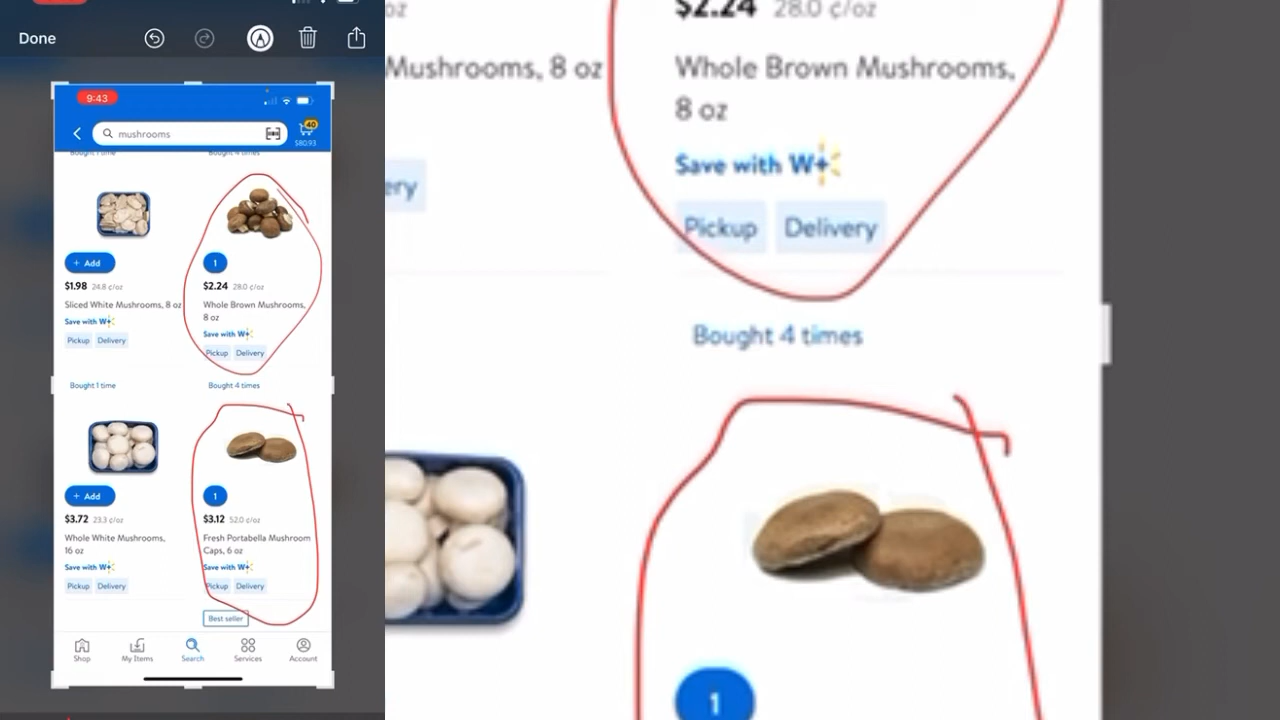 Done
9:43
mushrooms
40
$80.93
Bought 1 time
Bought 4 times
+ Add
1
$1.98 24.8 ¢/oz
$2.24 28.0 ¢/oz
Sliced White Mushrooms, 8 oz
Whole Brown Mushrooms,
8 oz
Save with W+
Save with W+
Pickup Delivery
Pickup Delivery
Bought 1 time
Bought 4 times
+ Add
1
$3.72 23.3 ¢/oz
$3.12 52.0 ¢/oz
Whole White Mushrooms,
16 oz
Fresh Portabella Mushroom
Caps, 6 oz
Save with W+
Save with W+
Pickup Delivery
Pickup Delivery
Best seller
Shop My Items Search Services Account
oz
$2.24 28.0 ¢/oz
Mushrooms, 8 oz
Whole Brown Mushrooms,
8 oz
Save with W+
ery
Pickup Delivery
Bought 4 times
1